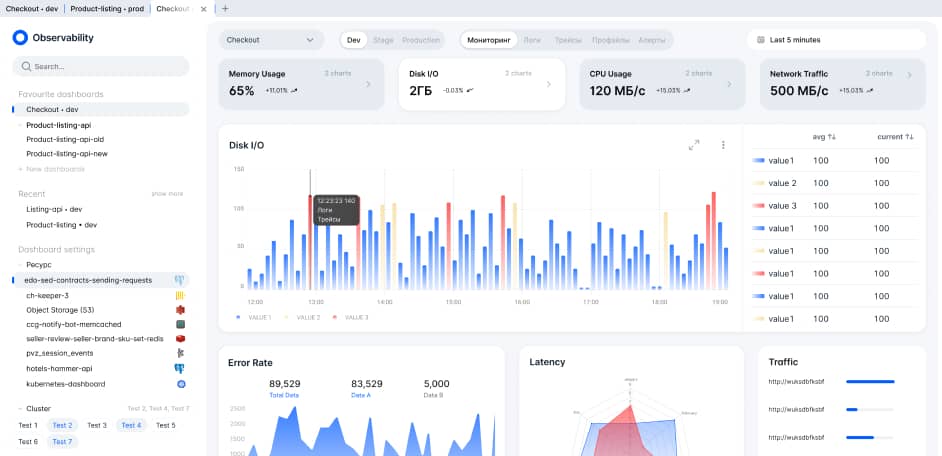 Checkout • dev
Product-listing • prod
Checkout • 
Observability
Search...
Favourite dashboards
Checkout • dev
Product-listing-api
Product-listing-api-old
Product-listing-api-new
+ New dashboards
Recent
show more
Listing-api • dev
Product-listing • dev
Dashboard settings
Ресурс
edo-sed-contracts-sending-requests
ch-keeper-3
Object Storage (S3)
ccg-notify-bot-memcached
seller-review-seller-brand-sku-set-redis
pvz_session_events
hotels-hammer-api
kubernetes-dashboard
Cluster
Test 2, Test 4, Test 7
Test 1 Test 2 Test 3 Test 4 Test 5
Test 6 Test 7
Checkout
Dev Stage Production
Мониторинг Логи Трейсы Профайлы Алерты
Last 5 minutes
Memory Usage
3 charts
65% +11,01%
Disk I/O
2 charts
2ГБ -0.03%
CPU Usage
2 charts
120 МБ/с +15,03%
Network Traffic
2 charts
500 МБ/с +15,03%
Disk I/O
150
100
50
0
12:23:23 140
Логи
Трейсы
12:00 13:00 14:00 15:00 16:00 17:00 18:00 19:00
VALUE 1 VALUE 2 VALUE 3
avg ↑↓ current ↑↓
value1 100 100
value 2 100 100
value 3 100 100
value1 100 100
value1 100 100
value1 100 100
value1 100 100
value1 100 100
Error Rate
89,529 83,529 5,000
Total Data Data A Data B
2500
2000
1500
1000
Latency
January
February
Traffic
http://wuksdbfksbf
http://wuksdbfksbf
http://wuksdbfksbf